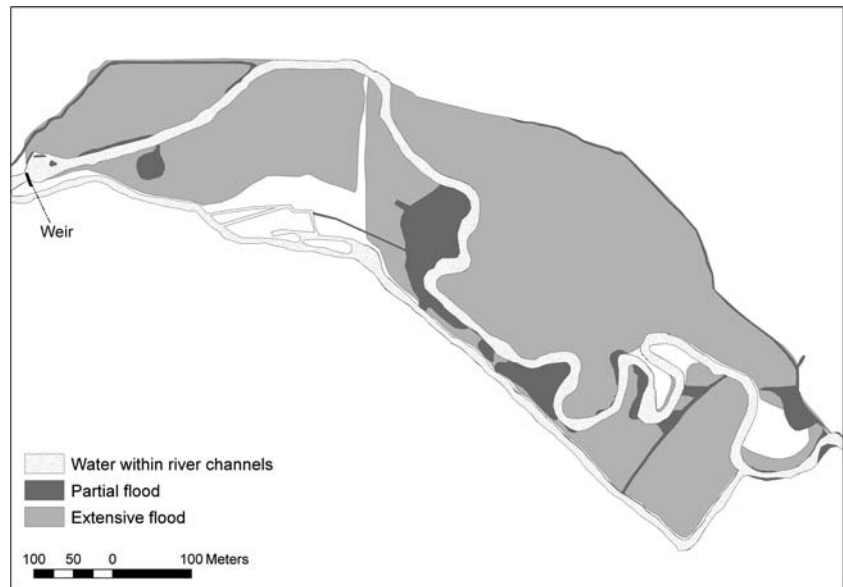 Weir
Water within river channels
Partial flood
Extensive flood
100 50 0 100 Meters